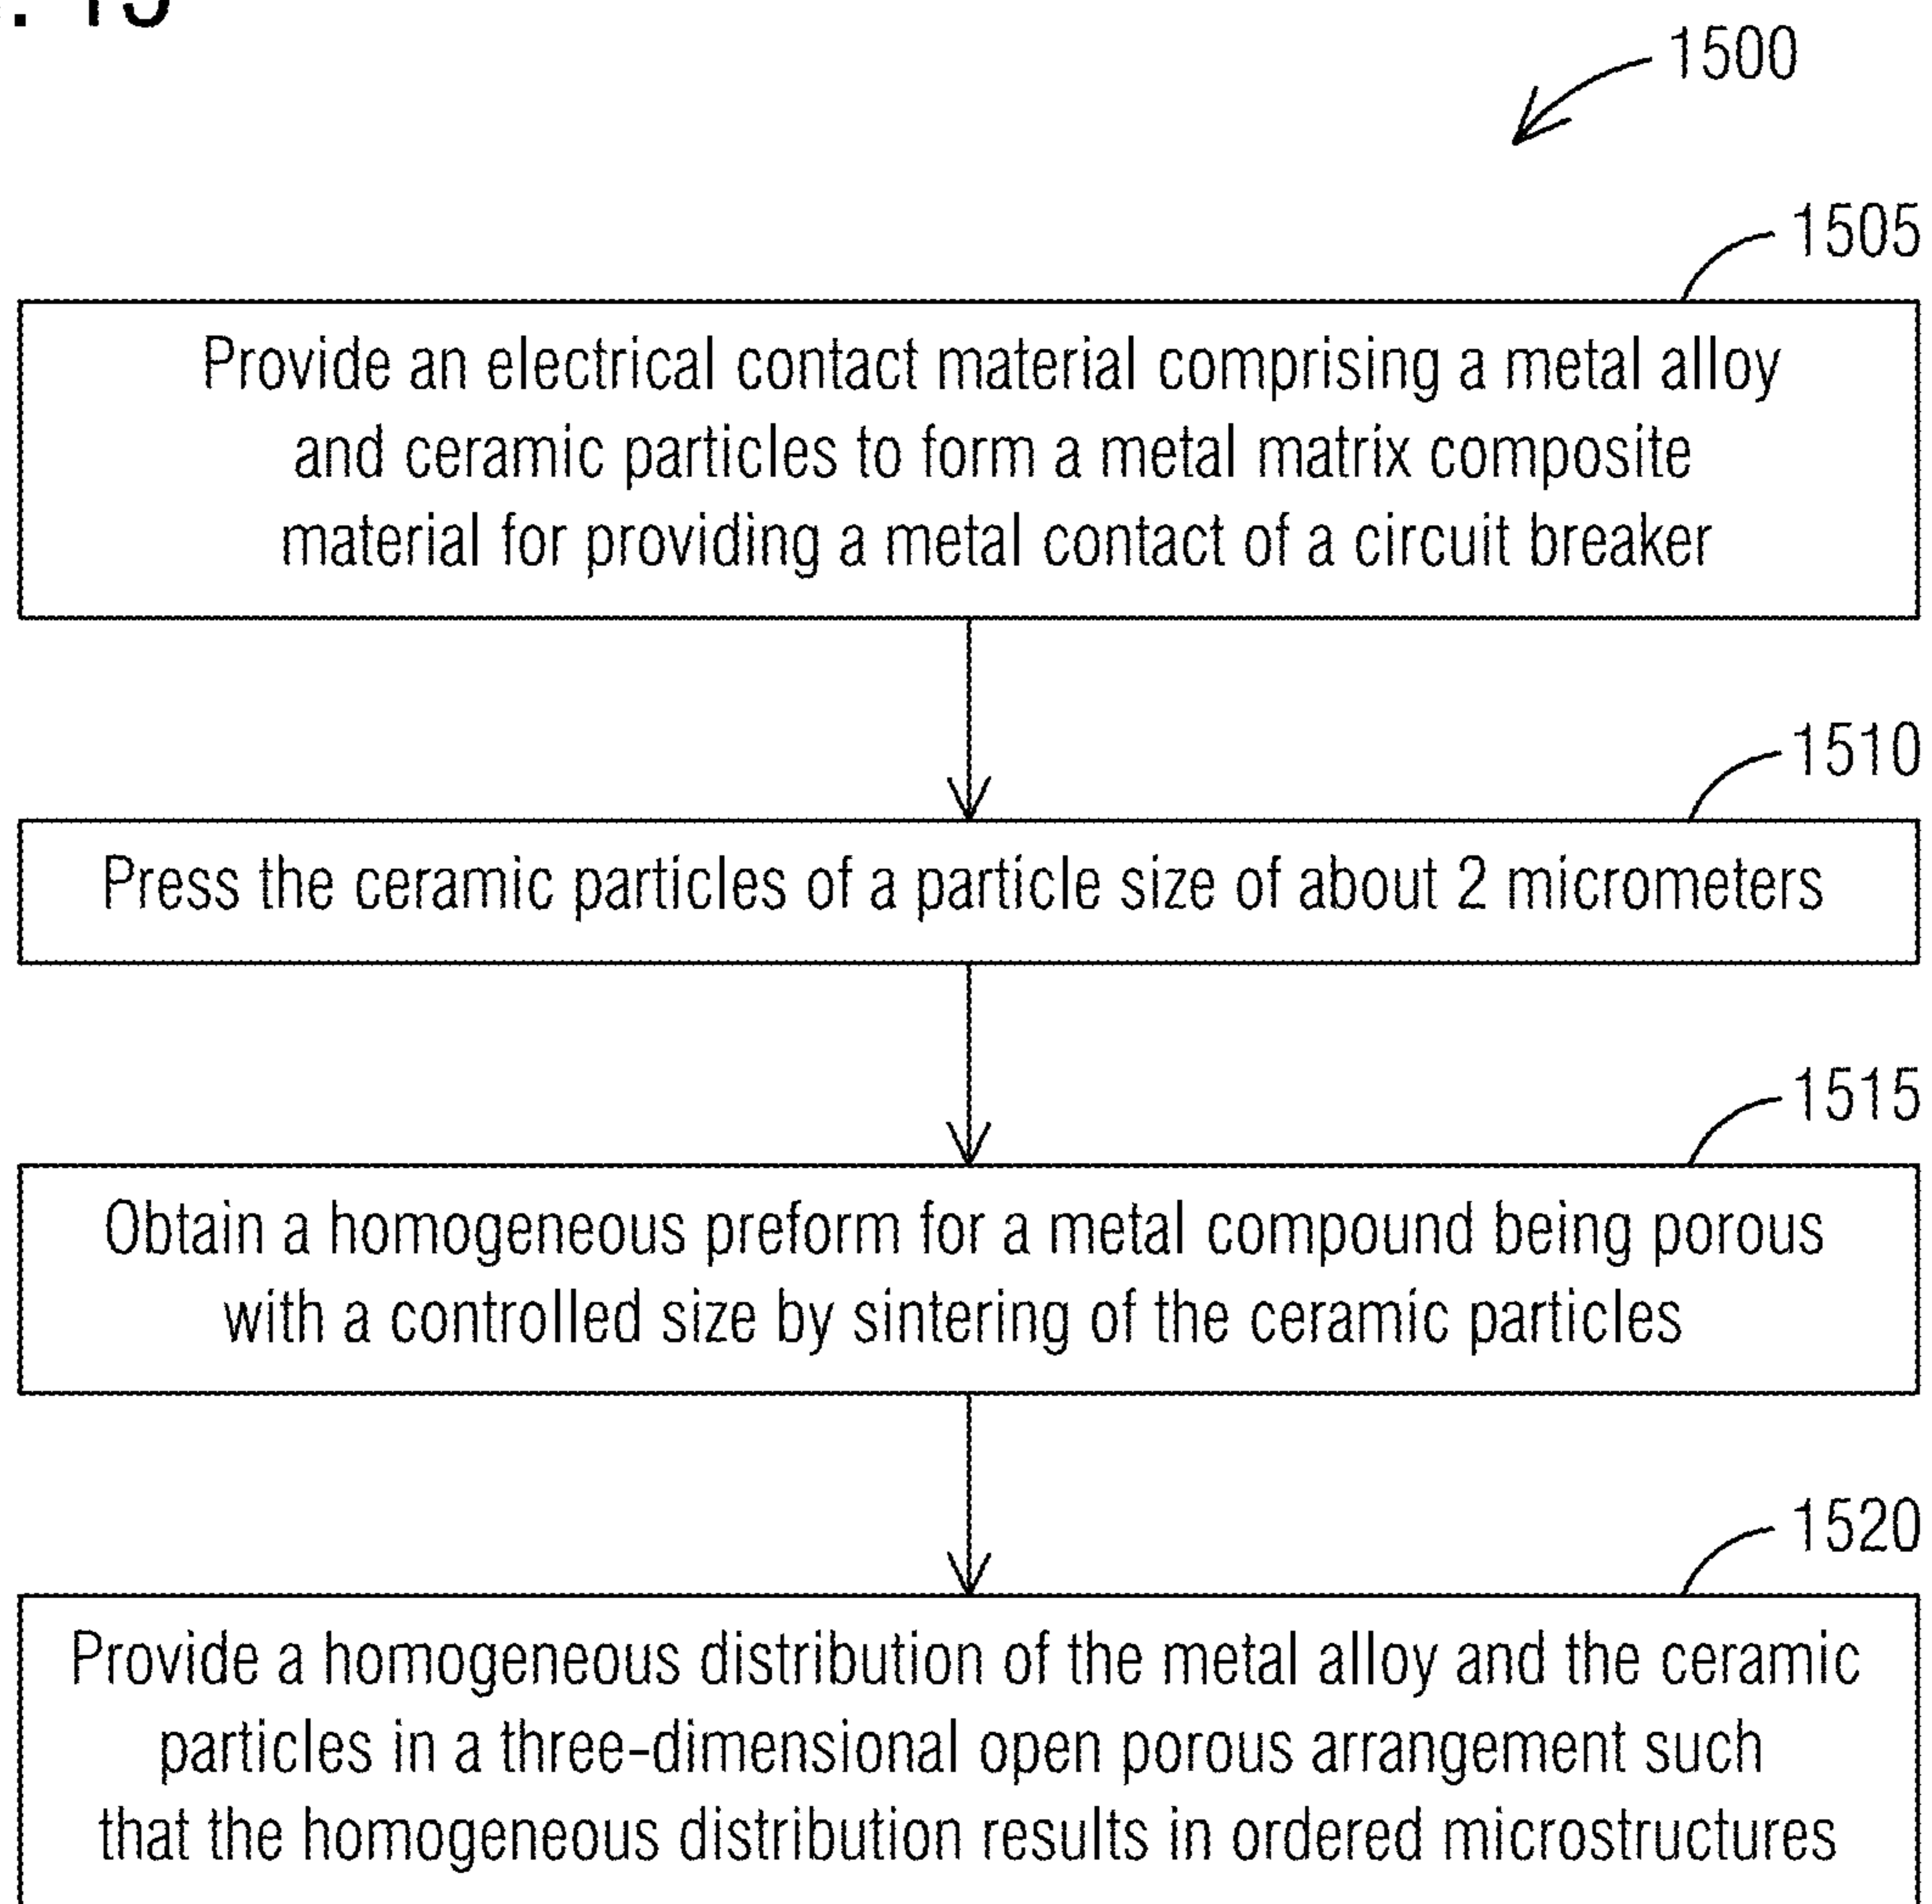 . 15
1500
1505
Provide an electrical contact material comprising a metal alloy
and ceramic particles to form a metal matrix composite
material for providing a metal contact of a circuit breaker
1510
Press the ceramic particles of a particle size of about 2 micrometers
1515
Obtain a homogeneous preform for a metal compound being porous
with a controlled size by sintering of the ceramic particles
1520
Provide a homogeneous distribution of the metal alloy and the ceramic
particles in a three-dimensional open porous arrangement such
that the homogeneous distribution results in ordered microstructures